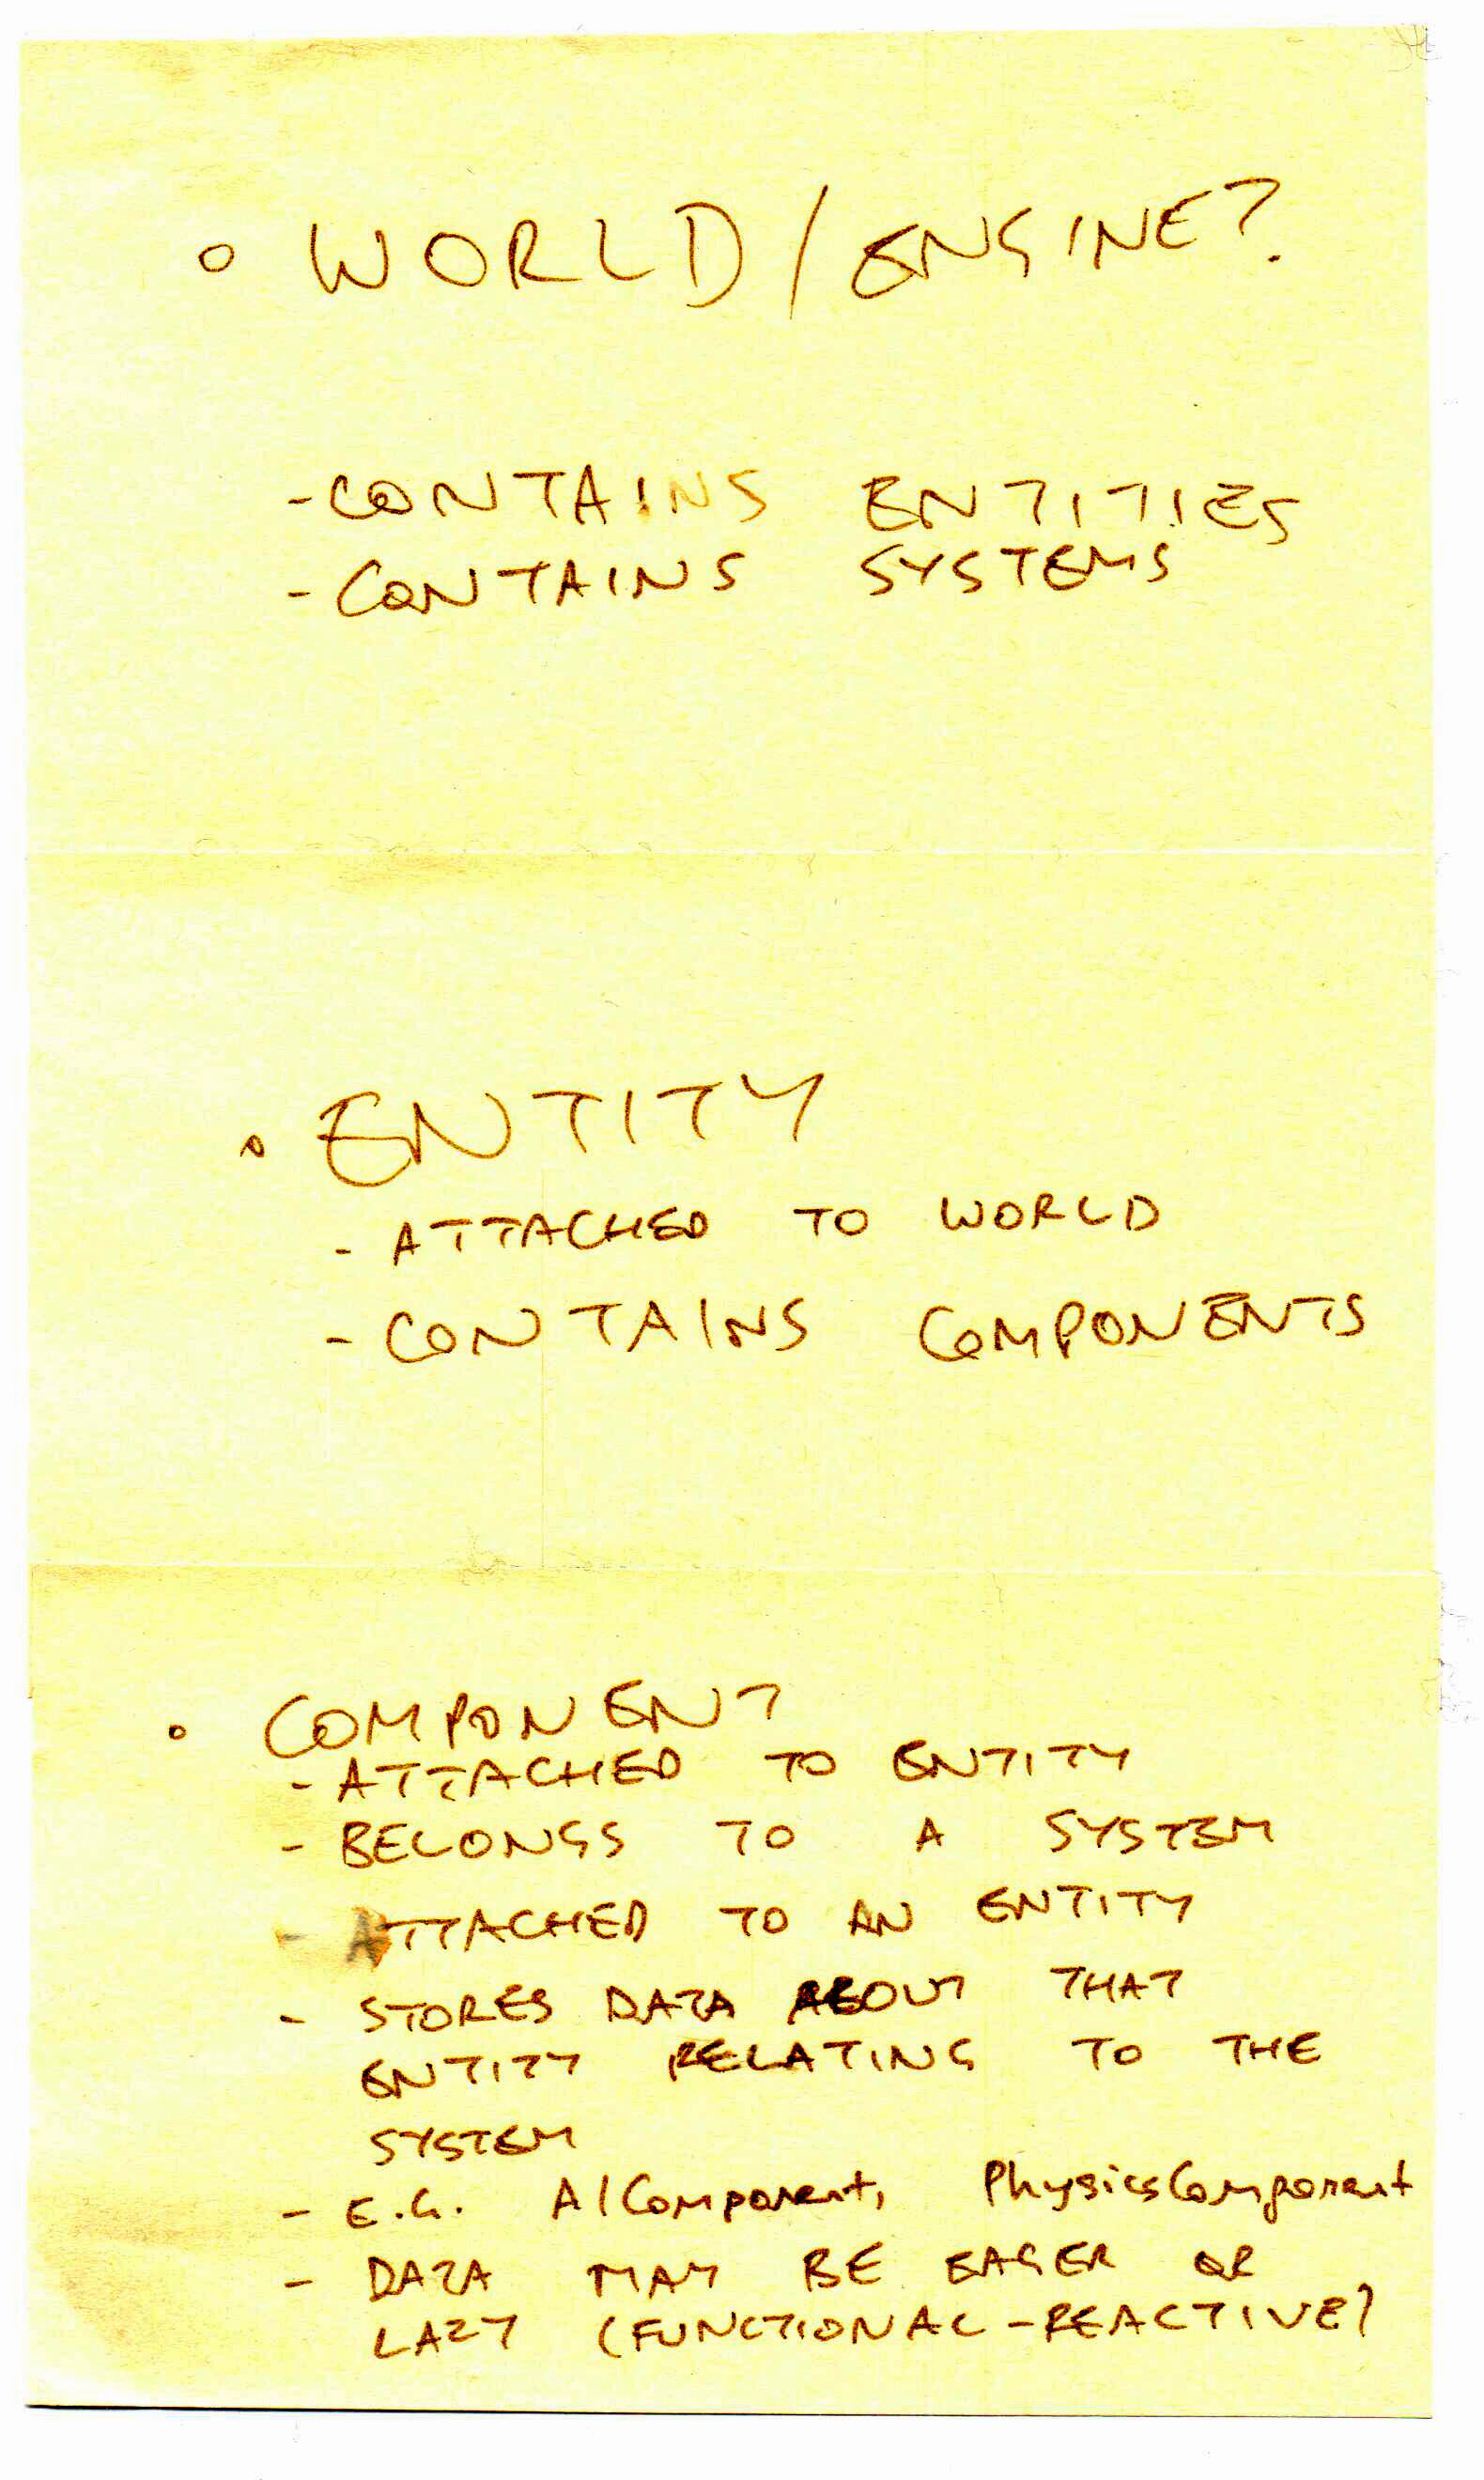 ° WORLD / ENGINE?
- CONTAINS ENTITIES
- CONTAINS SYSTEMS
° ENTITY
- ATTACHED TO WORLD
- CONTAINS COMPONENTS
° COMPONENT
- ATTACHED TO ENTITY
- BELONGS TO A SYSTEM
- ATTACHED TO AN ENTITY
- STORES DATA ABOUT THAT
ENTITY RELATING TO THE
SYSTEM
- E.G. AIComponent, PhysicsComponent
- DATA MAY BE EAGER OR
LAZY (FUNCTIONAL-REACTIVE)